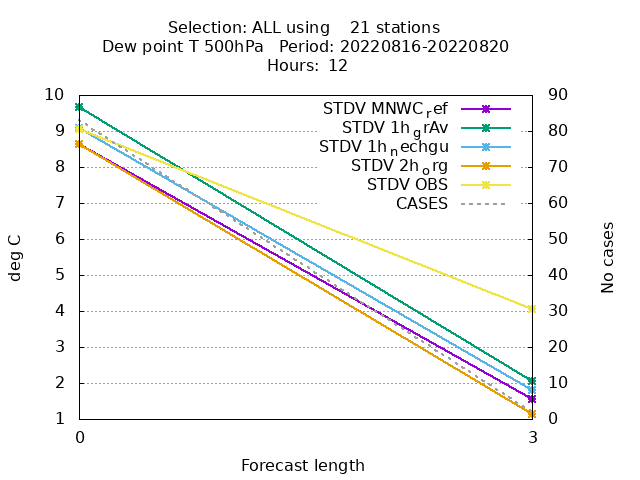 Selection: ALL using    21 stations
Dew point T 500hPa   Period: 20220816-20220820
Hours: 12
10 90
STDV MNWC_ref
STDV 1h_grAv
9 80
STDV 1h_nechgu
8 STDV 2h_org 70
STDV OBS
7 CASES 60
6 50
5 40
4 30
3 20
2 10
1 0
deg C
No cases
0 3
Forecast length